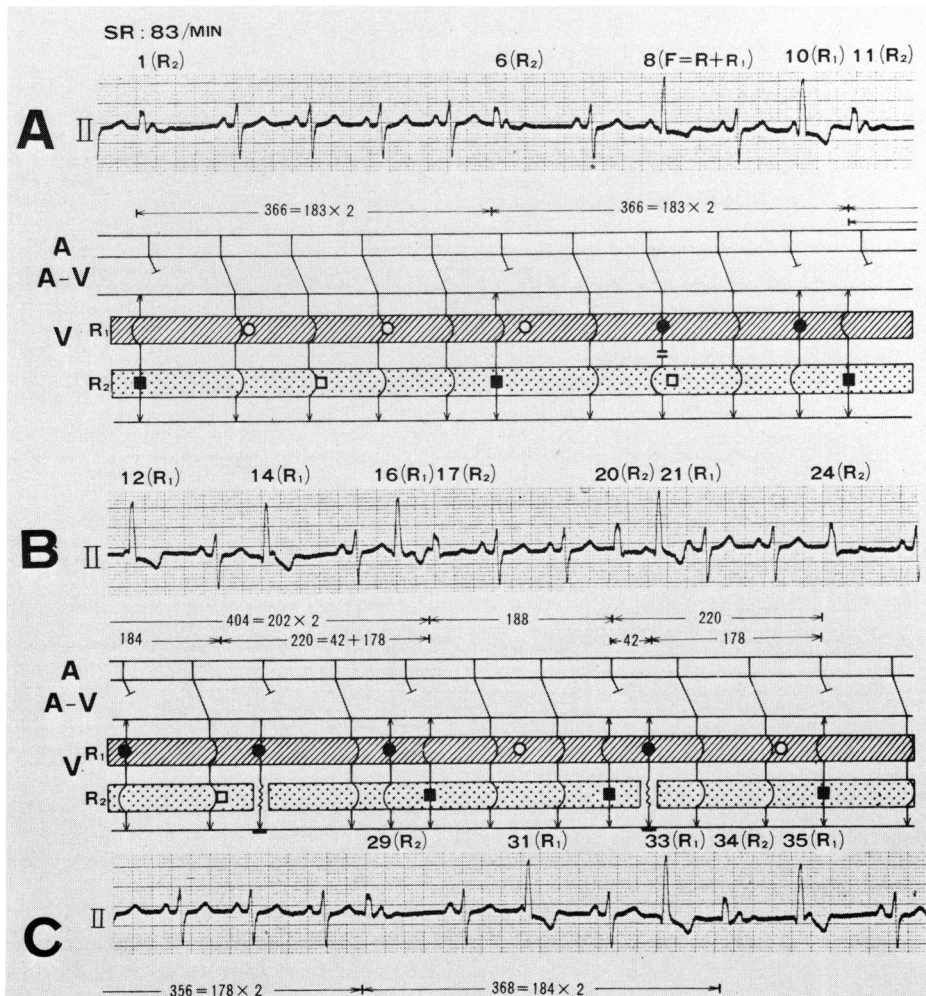 SR : 83/MIN
1 (R₂) 6 (R₂) 8 (F=R+R₁) 10 (R₁) 11 (R₂)
A II
366=183×2 366=183×2
A
A-V
V R₁
R₂
12 (R₁) 14 (R₁) 16 (R₁) 17 (R₂) 20 (R₂) 21 (R₁) 24 (R₂)
B II
404=202×2 188 220
184 220=42+178 42 178
A
A-V
V R₁
R₂
29 (R₂) 31 (R₁) 33 (R₁) 34 (R₂) 35 (R₁)
C II
356=178×2 368=184×2